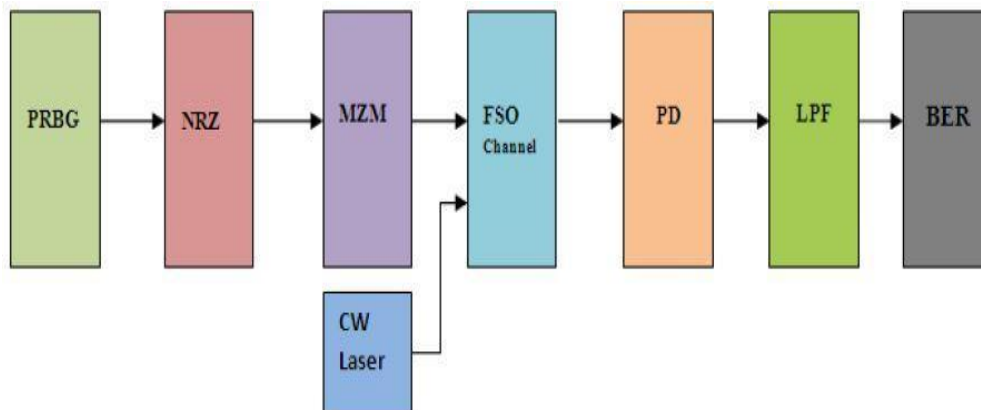 PRBG
NRZ
MZM
FSO
Channel
PD
LPF
BER
CW
Laser